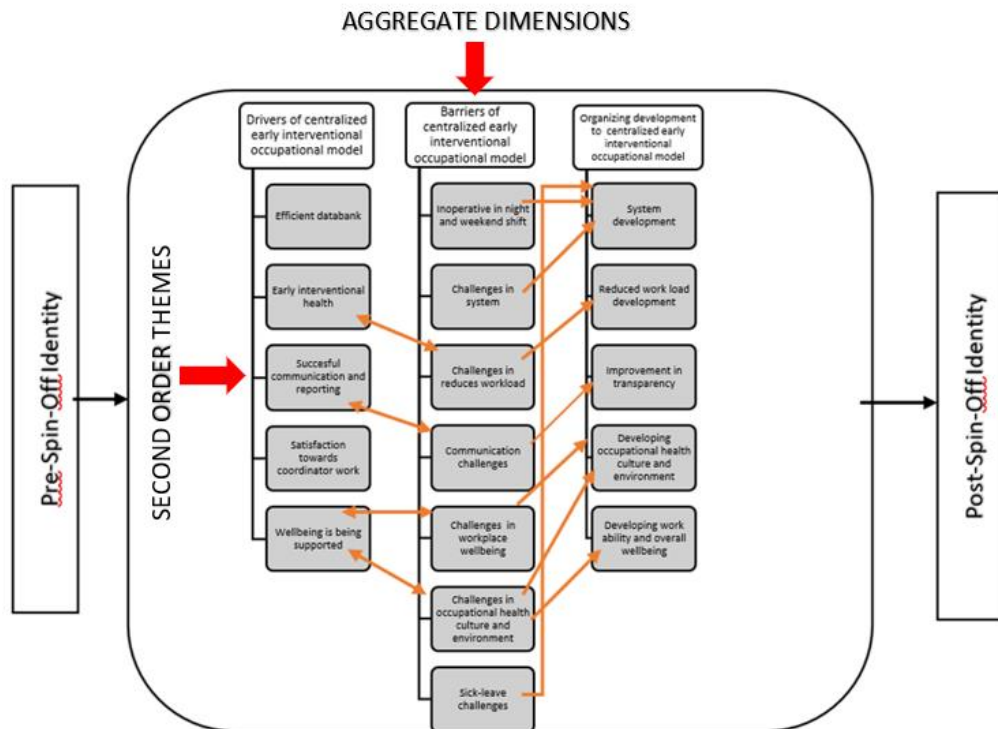 AGGREGATE DIMENSIONS
Pre-Spin-Off Identity
SECOND ORDER THEMES
Drivers of centralized
early interventional
occupational model
Efficient databank
Early interventional
health
Succesful
communication and
reporting
Satisfaction
towards
coordinator work
Wellbeing is being
supported
Barriers of
centralized early
interventional
occupational model
Inoperative in night
and weekend shift
Challenges in
system
Challenges in
reduces workload
Communication
challenges
Challenges in
workplace
wellbeing
Challenges in
occupational health
culture and
environment
Sick-leave
challenges
Organizing development
to centralized early
interventional
occupational model
System
development
Reduced work load
development
Improvement in
transparency
Developing
occupational health
culture and
environment
Developing work
ability and overall
wellbeing
Post-Spin-Off Identity